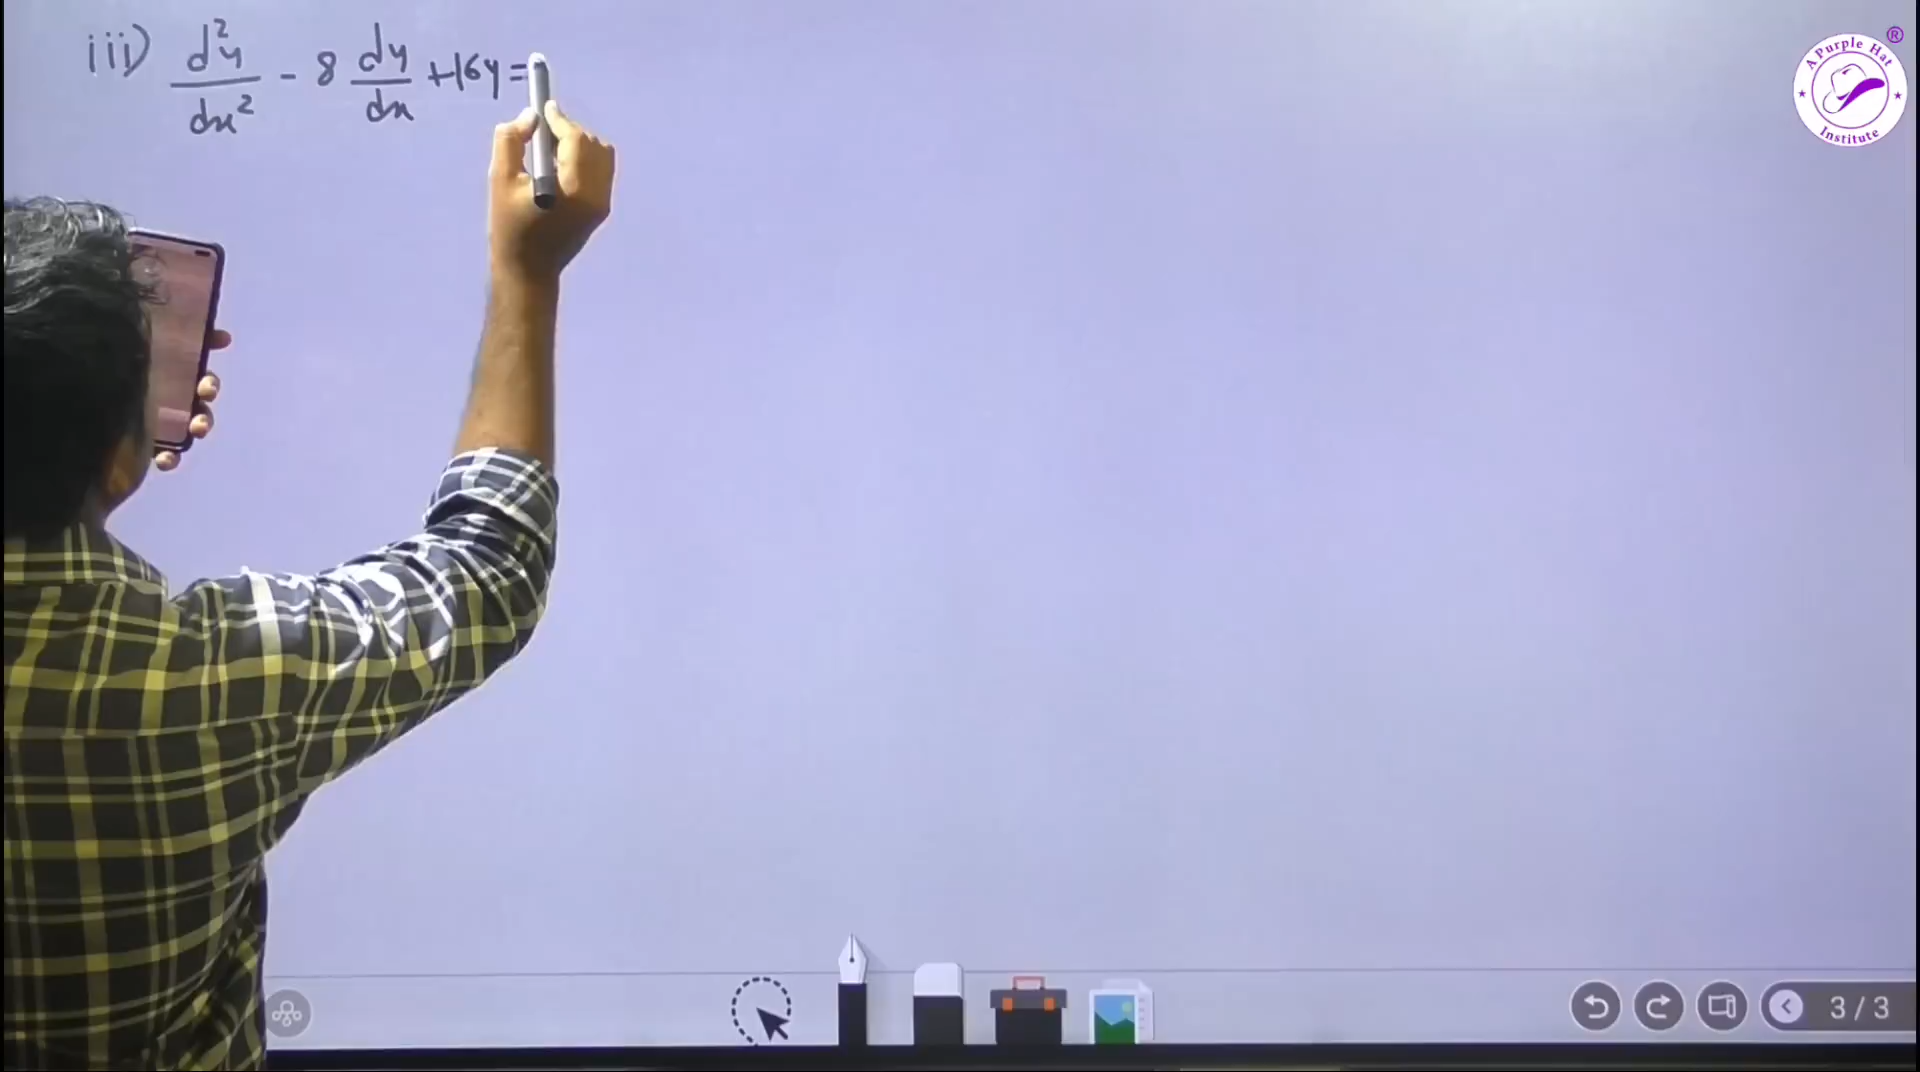 iii) d²y/dx² - 8 dy/dx + 16y =
A Purple Hat
Institute
®
3 / 3